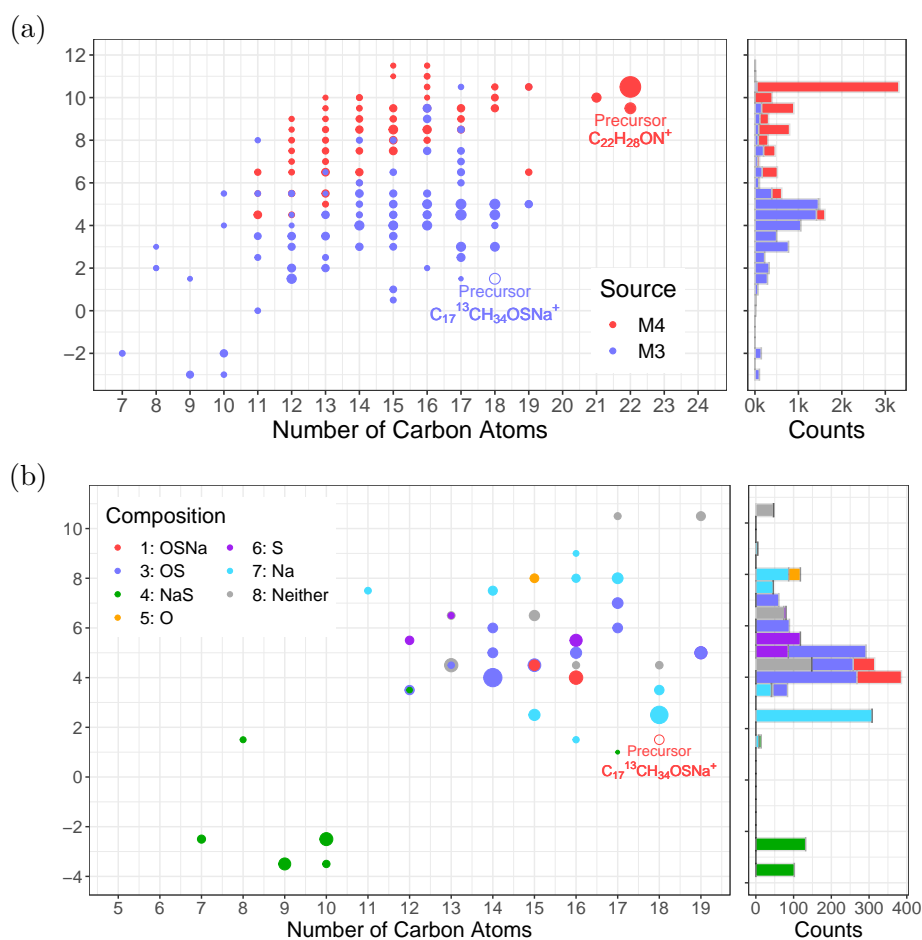 (a)
12
10
8
6
4
2
0
−2
Precursor
C₂₂H₂₈ON⁺
Precursor
C₁₇¹³CH₃₄OSNa⁺
Source
M4
M3
7 8 9 10 11 12 13 14 15 16 17 18 19 20 21 22 23 24
Number of Carbon Atoms
0k 1k 2k 3k
Counts
(b)
10
8
6
4
2
0
−2
−4
Composition
1: OSNa
3: OS
4: NaS
5: O
6: S
7: Na
8: Neither
Precursor
C₁₇¹³CH₃₄OSNa⁺
5 6 7 8 9 10 11 12 13 14 15 16 17 18 19
Number of Carbon Atoms
0 100 200 300 400
Counts